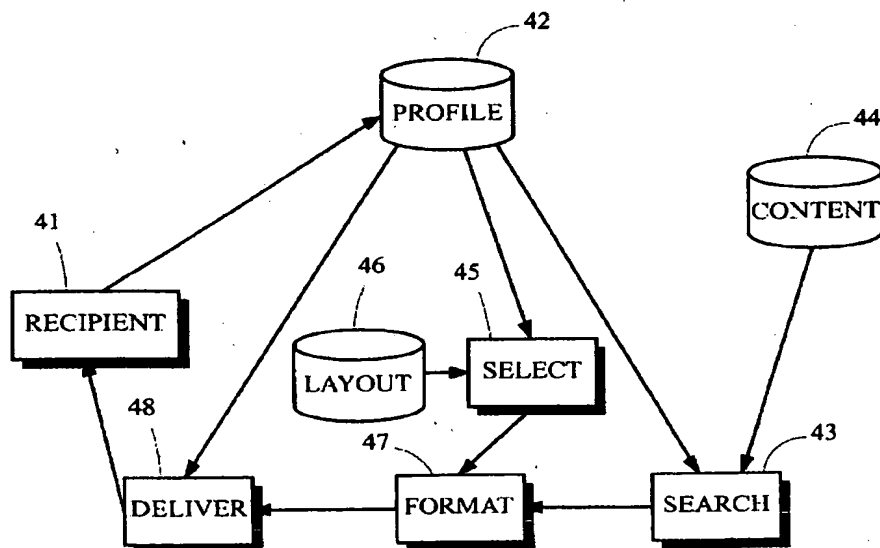 42
PROFILE
44
CONTENT
41
RECIPIENT
46
45
LAYOUT
SELECT
48
47
43
DELIVER
FORMAT
SEARCH